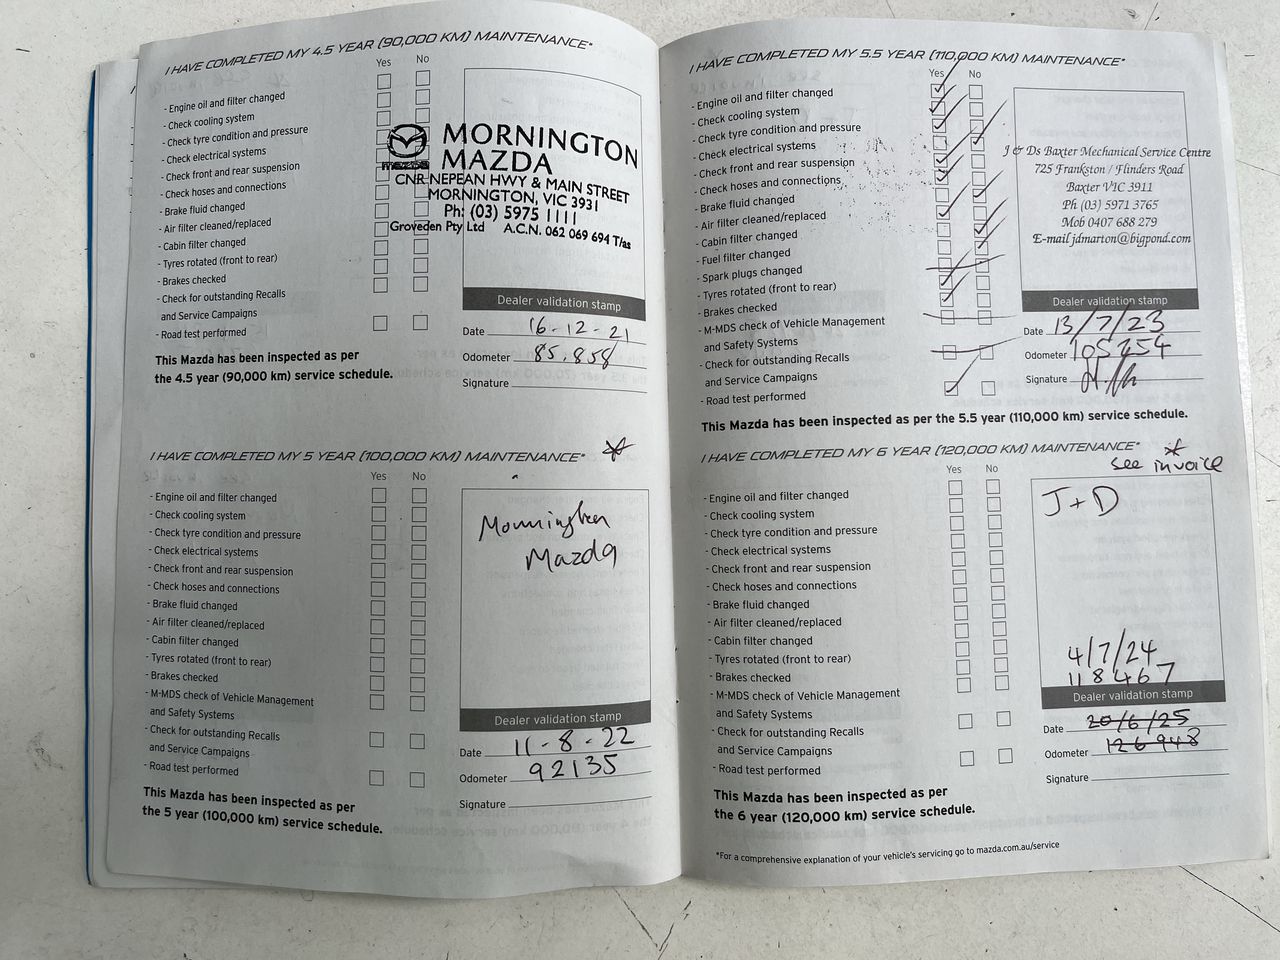 I HAVE COMPLETED MY 4.5 YEAR (90,000 KM) MAINTENANCE*
Yes No
- Engine oil and filter changed
- Check cooling system
- Check tyre condition and pressure
- Check electrical systems
- Check front and rear suspension
- Check hoses and connections
- Brake fluid changed
- Air filter cleaned/replaced
- Cabin filter changed
- Tyres rotated (front to rear)
- Brakes checked
- Check for outstanding Recalls
and Service Campaigns
- Road test performed
This Mazda has been inspected as per
the 4.5 year (90,000 km) service schedule.
mazda
MORNINGTON
MAZDA
CNR NEPEAN HWY & MAIN STREET
MORNINGTON, VIC 3931
Ph: (03) 5975 1111
Groveden Pty Ltd A.C.N. 062 069 694 T/as
Dealer validation stamp
Date 16-12-21
Odometer 85,858
Signature
I HAVE COMPLETED MY 5 YEAR (100,000 KM) MAINTENANCE*
Yes No
- Engine oil and filter changed
- Check cooling system
- Check tyre condition and pressure
- Check electrical systems
- Check front and rear suspension
- Check hoses and connections
- Brake fluid changed
- Air filter cleaned/replaced
- Cabin filter changed
- Tyres rotated (front to rear)
- Brakes checked
- M-MDS check of Vehicle Management
and Safety Systems
- Check for outstanding Recalls
and Service Campaigns
- Road test performed
This Mazda has been inspected as per
the 5 year (100,000 km) service schedule.
Mornington
Mazda
Dealer validation stamp
Date 11-8-22
Odometer 92135
Signature
I HAVE COMPLETED MY 5.5 YEAR (110,000 KM) MAINTENANCE*
Yes No
- Engine oil and filter changed
- Check cooling system
- Check tyre condition and pressure
- Check electrical systems
- Check front and rear suspension
- Check hoses and connections
- Brake fluid changed
- Air filter cleaned/replaced
- Cabin filter changed
- Fuel filter changed
- Spark plugs changed
- Tyres rotated (front to rear)
- Brakes checked
- M-MDS check of Vehicle Management
and Safety Systems
- Check for outstanding Recalls
and Service Campaigns
- Road test performed
J & Ds Baxter Mechanical Service Centre
725 Frankston / Flinders Road
Baxter VIC 3911
Ph (03) 5971 3765
Mob 0407 688 279
E-mail jdmarton@bigpond.com
Dealer validation stamp
Date 13/7/23
Odometer 105254
Signature
This Mazda has been inspected as per the 5.5 year (110,000 km) service schedule.
I HAVE COMPLETED MY 6 YEAR (120,000 KM) MAINTENANCE*
see invoice
Yes No
- Engine oil and filter changed
- Check cooling system
- Check tyre condition and pressure
- Check electrical systems
- Check front and rear suspension
- Check hoses and connections
- Brake fluid changed
- Air filter cleaned/replaced
- Cabin filter changed
- Tyres rotated (front to rear)
- Brakes checked
- M-MDS check of Vehicle Management
and Safety Systems
- Check for outstanding Recalls
and Service Campaigns
- Road test performed
This Mazda has been inspected as per
the 6 year (120,000 km) service schedule.
J+D
4/7/24
118467
Dealer validation stamp
Date 20/6/25
Odometer 126948
Signature
*For a comprehensive explanation of your vehicle's servicing go to mazda.com.au/service